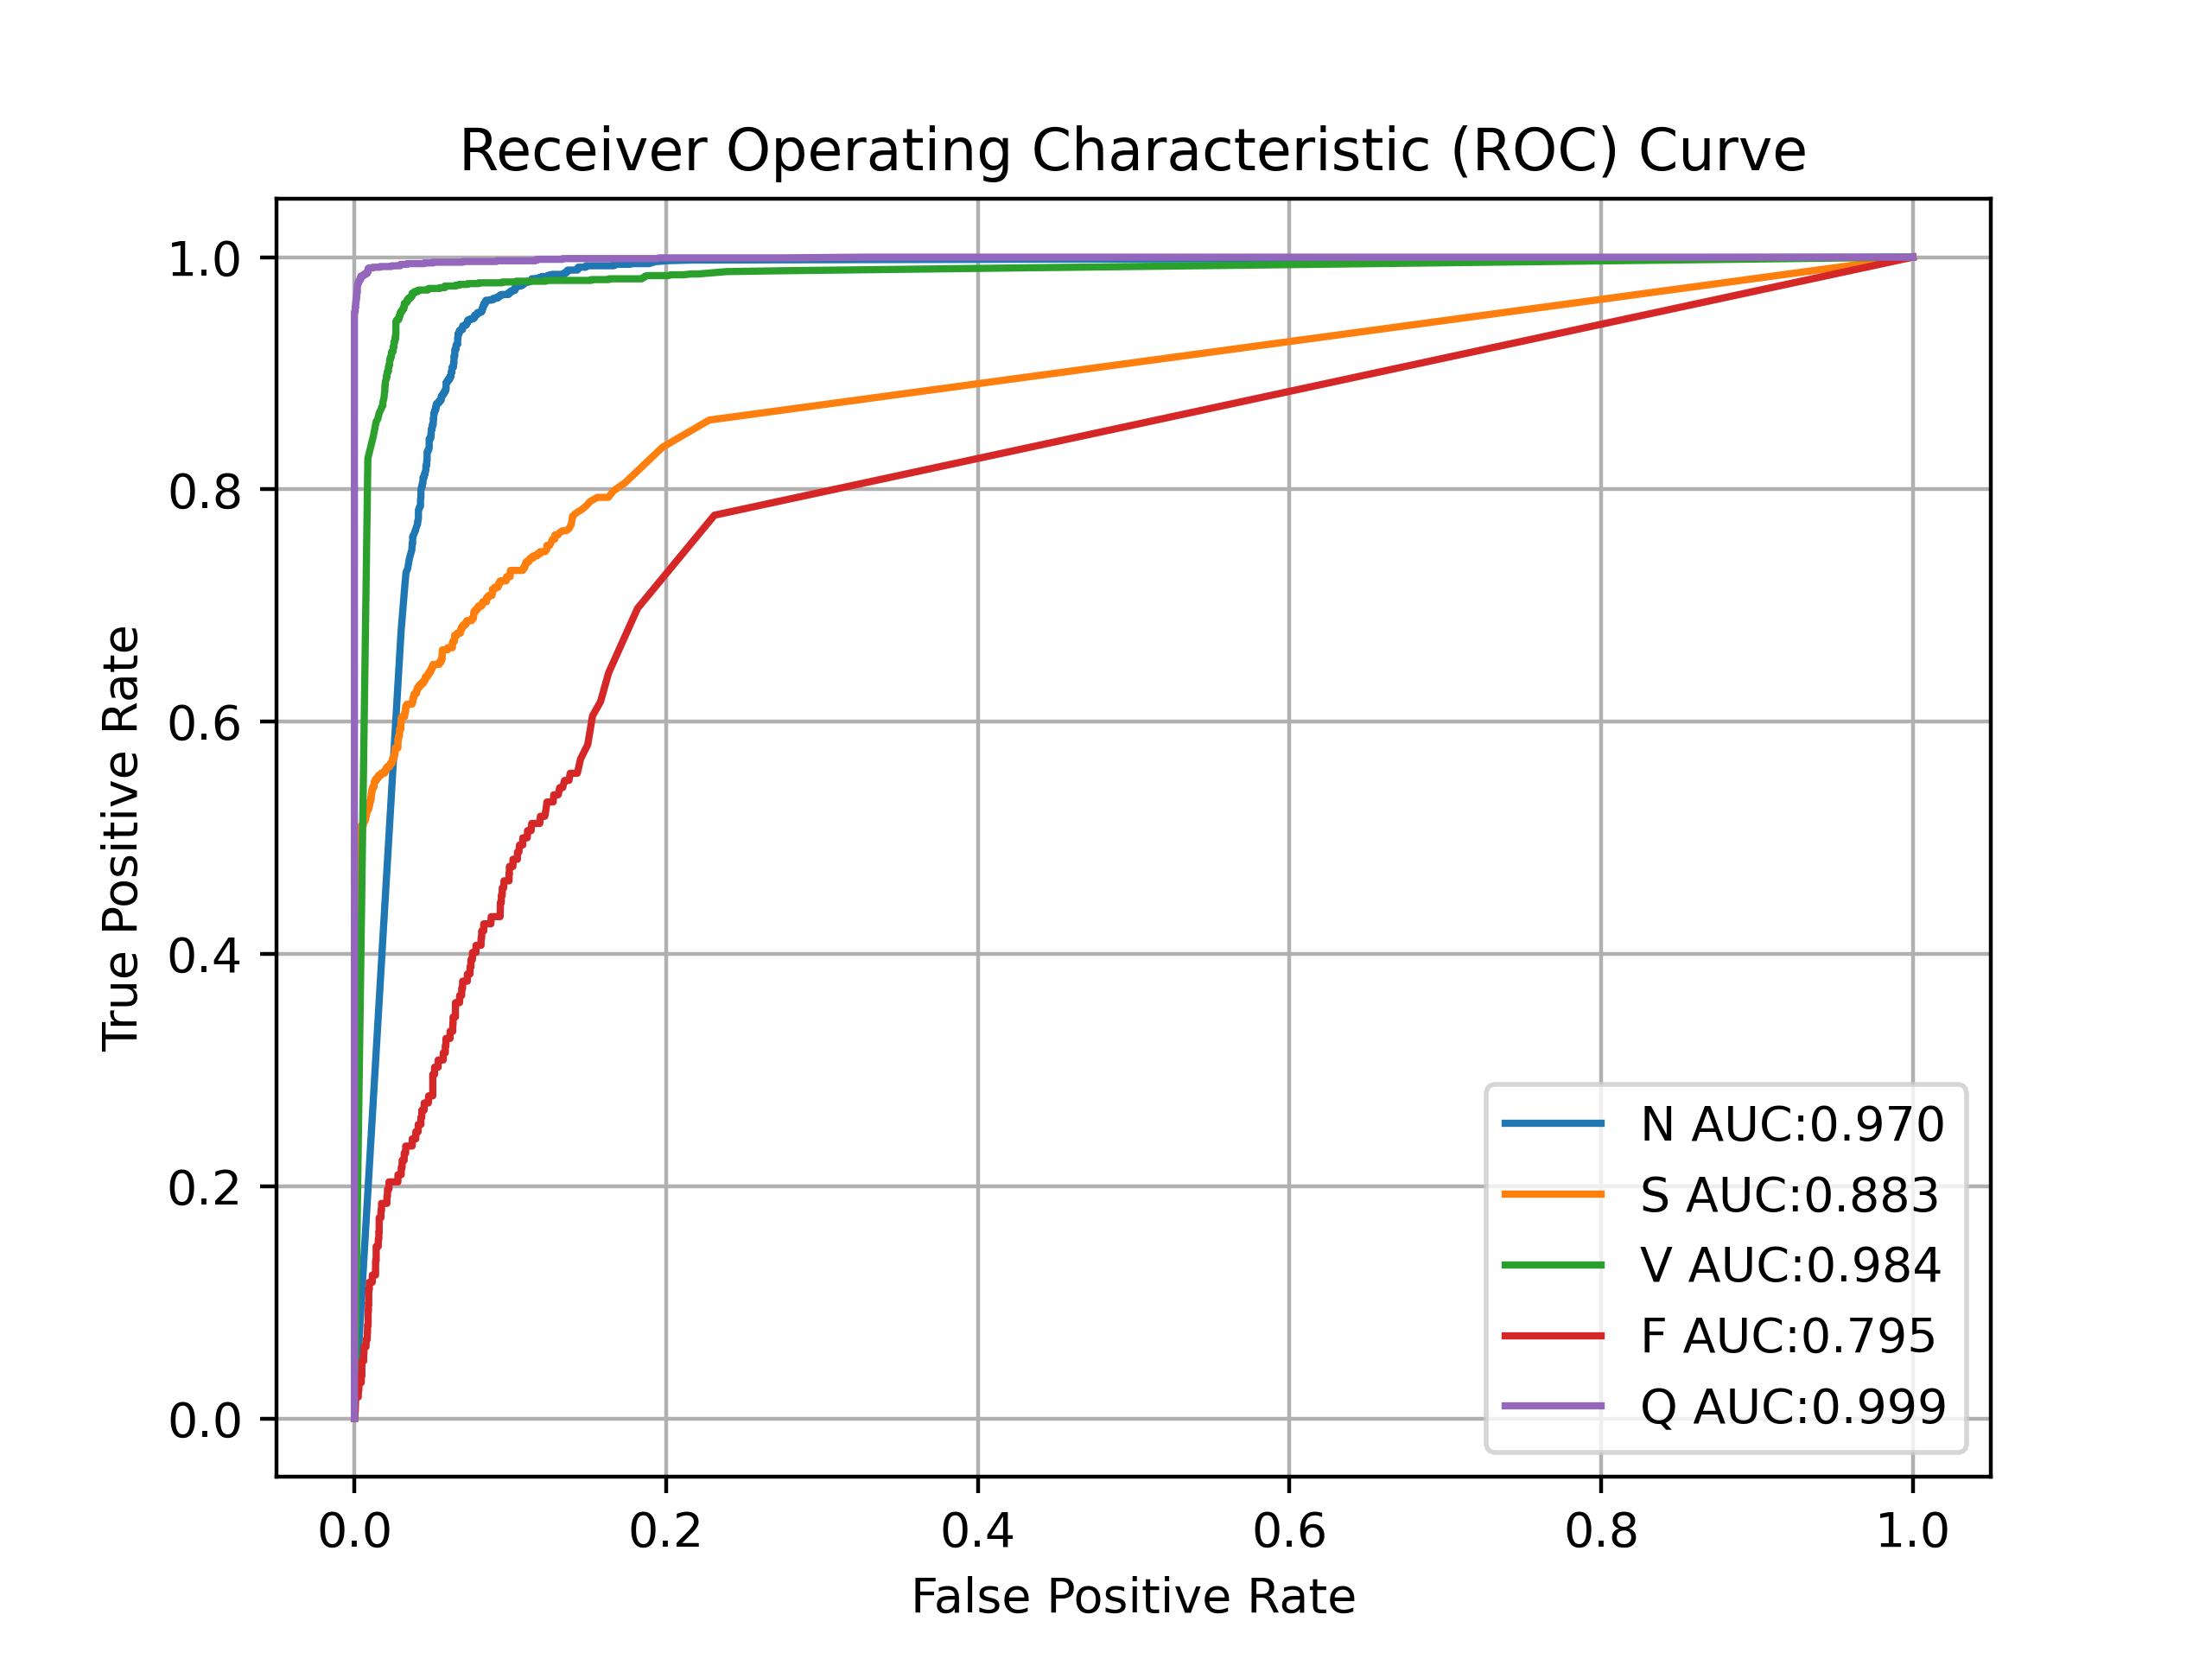 Receiver Operating Characteristic (ROC) Curve
1.0
0.8
0.6
0.4
0.2
0.0
True Positive Rate
N AUC:0.970
S AUC:0.883
V AUC:0.984
F AUC:0.795
Q AUC:0.999
0.0 0.2 0.4 0.6 0.8 1.0
False Positive Rate